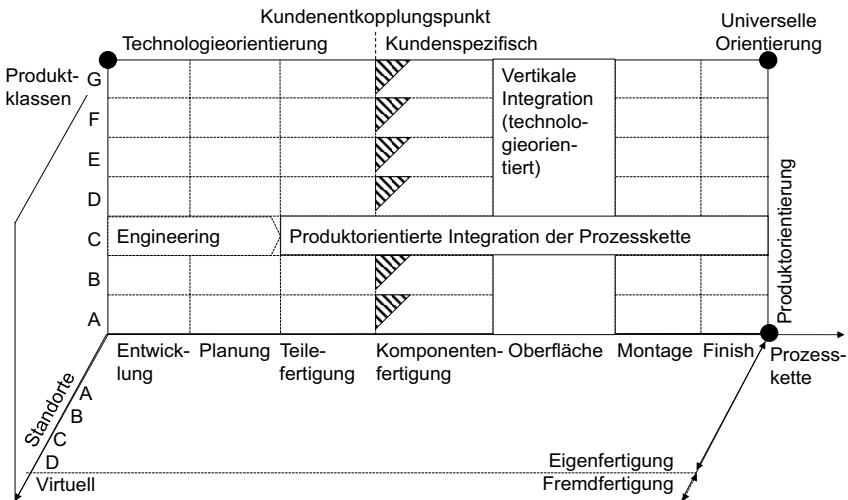 Kundenentkopplungspunkt
Universelle
Orientierung
Technologieorientierung
Kundenspezifisch
Produkt-
klassen
G
F
E
D
C
B
A
Vertikale
Integration
(technolo-
gieorien-
tiert)
Engineering
Produktorientierte Integration der Prozesskette
Produktorientierung
Entwick-
lung
Planung
Teile-
fertigung
Komponenten-
fertigung
Oberfläche
Montage
Finish
Prozess-
kette
Standorte
A
B
C
D
Virtuell
Eigenfertigung
Fremdfertigung